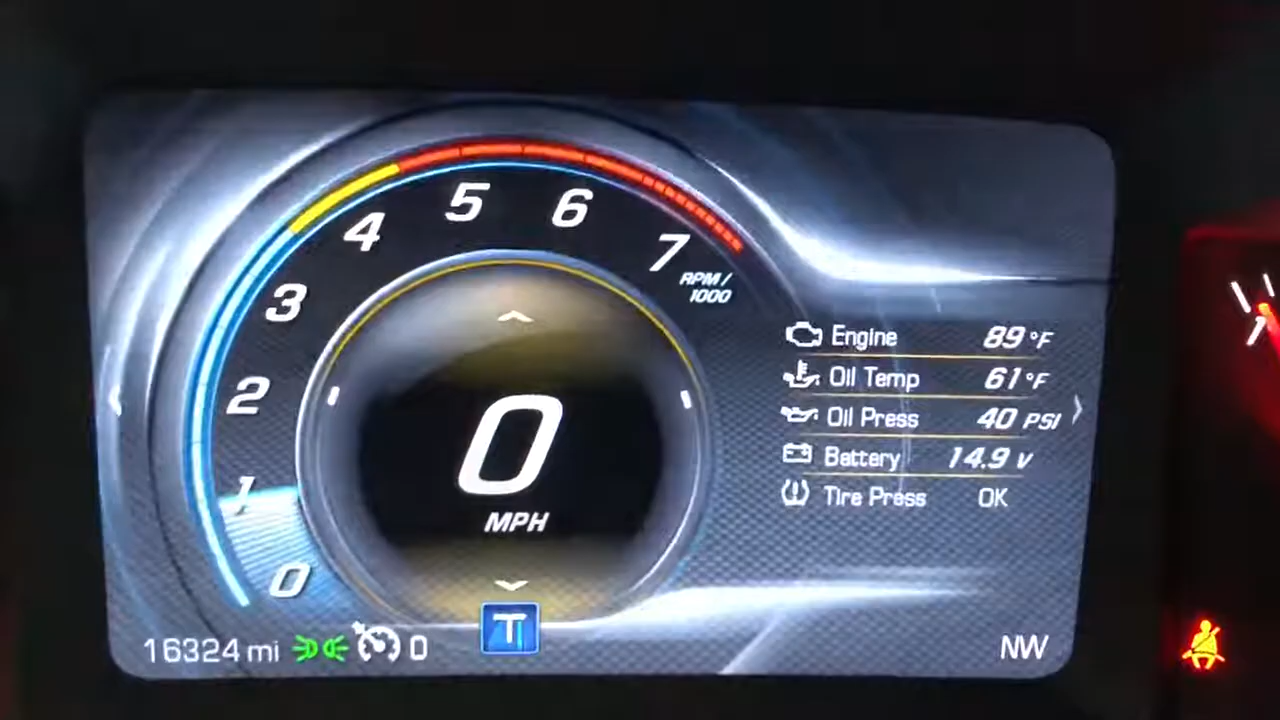 5
6
4
7
RPM/
1000
3
2
1
0
0
MPH
Engine 89 °F
Oil Temp 61 °F
Oil Press 40 PSI
Battery 14.9 V
Tire Press OK
16324 mi 0
T
NW